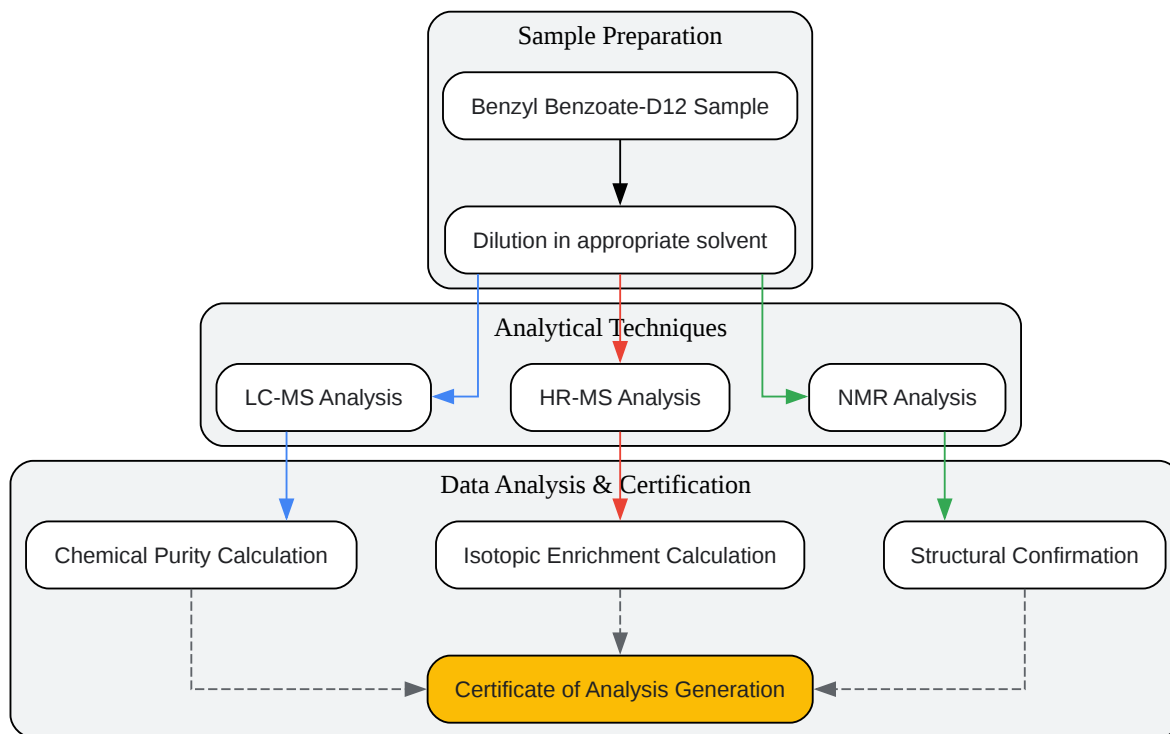 Sample Preparation
Benzyl Benzoate-D12 Sample
Dilution in appropriate solvent
Analytical Techniques
LC-MS Analysis
HR-MS Analysis
NMR Analysis
Data Analysis & Certification
Chemical Purity Calculation
Isotopic Enrichment Calculation
Structural Confirmation
Certificate of Analysis Generation